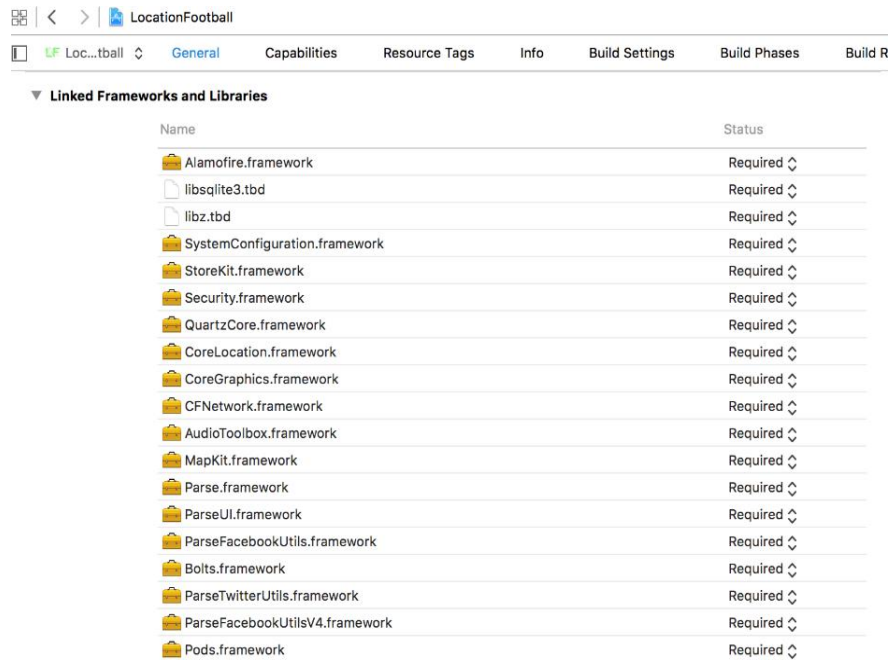 LocationFootball
LF Loc...tball General Capabilities Resource Tags Info Build Settings Build Phases Build R
Linked Frameworks and Libraries
Name Status
Alamofire.framework Required
libsqlite3.tbd Required
libz.tbd Required
SystemConfiguration.framework Required
StoreKit.framework Required
Security.framework Required
QuartzCore.framework Required
CoreLocation.framework Required
CoreGraphics.framework Required
CFNetwork.framework Required
AudioToolbox.framework Required
MapKit.framework Required
Parse.framework Required
ParseUI.framework Required
ParseFacebookUtils.framework Required
Bolts.framework Required
ParseTwitterUtils.framework Required
ParseFacebookUtilsV4.framework Required
Pods.framework Required